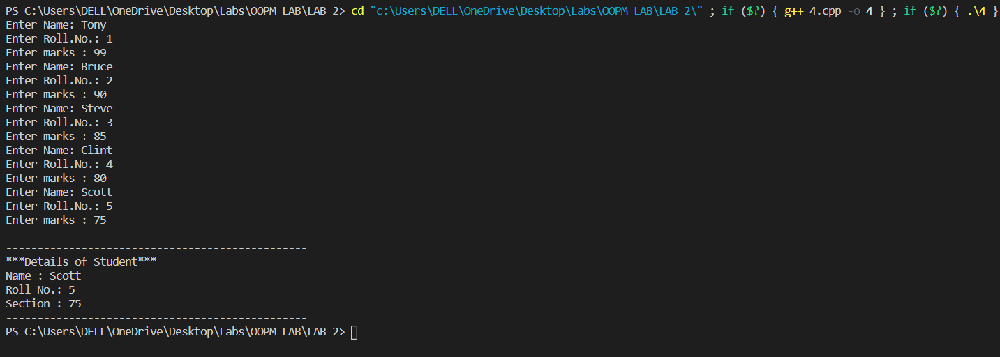 PS C:\Users\DELL\OneDrive\Desktop\Labs\OOPM LAB\LAB 2> cd "c:\Users\DELL\OneDrive\Desktop\Labs\OOPM LAB\LAB 2\" ; if ($?) { g++ 4.cpp -o 4 } ; if ($?) { .\4 }
Enter Name: Tony
Enter Roll.No.: 1
Enter marks : 99
Enter Name: Bruce
Enter Roll.No.: 2
Enter marks : 90
Enter Name: Steve
Enter Roll.No.: 3
Enter marks : 85
Enter Name: Clint
Enter Roll.No.: 4
Enter marks : 80
Enter Name: Scott
Enter Roll.No.: 5
Enter marks : 75
------------------------------------------------
***Details of Student***
Name : Scott
Roll No.: 5
Section : 75
------------------------------------------------
PS C:\Users\DELL\OneDrive\Desktop\Labs\OOPM LAB\LAB 2>